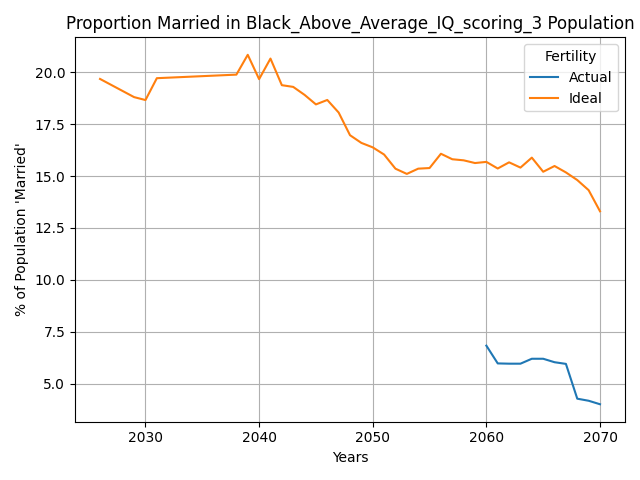 Proportion Married in Black_Above_Average_IQ_scoring_3 Population
Fertility
Actual
Ideal
% of Population 'Married'
20.0
17.5
15.0
12.5
10.0
7.5
5.0
2030
2040
2050
2060
2070
Years